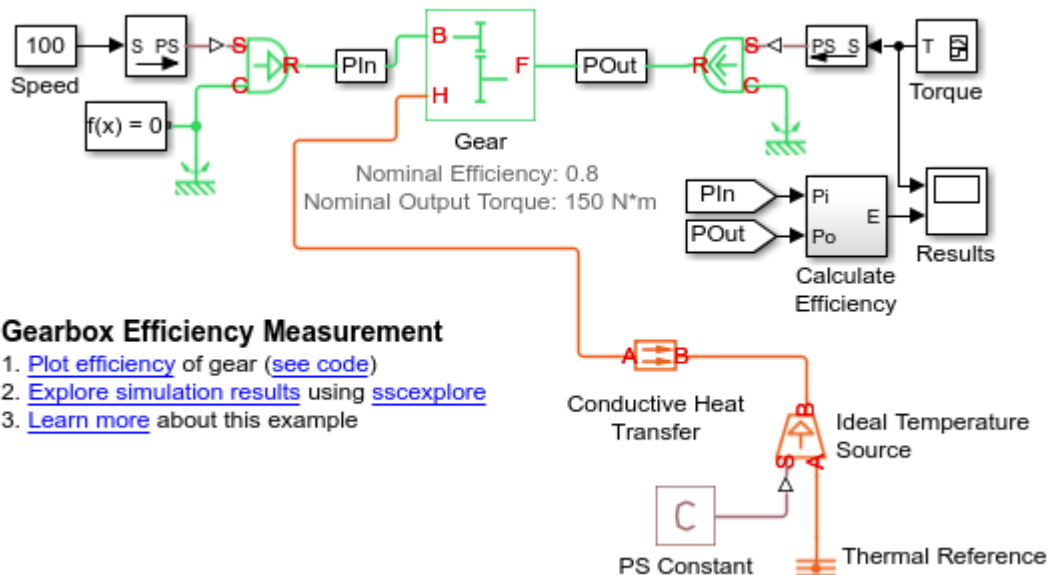 100
Speed
S PS
S
C
R
f(x) = 0
PIn
B
H
F
Gear
Nominal Efficiency: 0.8
Nominal Output Torque: 150 N*m
POut
R
S
C
PS S
T
Torque
PIn
POut
Pi
Po
E
Calculate
Efficiency
Results
Gearbox Efficiency Measurement
1. Plot efficiency of gear (see code)
2. Explore simulation results using sscexplore
3. Learn more about this example
A
B
Conductive Heat
Transfer
B
S
A
Ideal Temperature
Source
C
PS Constant
Thermal Reference